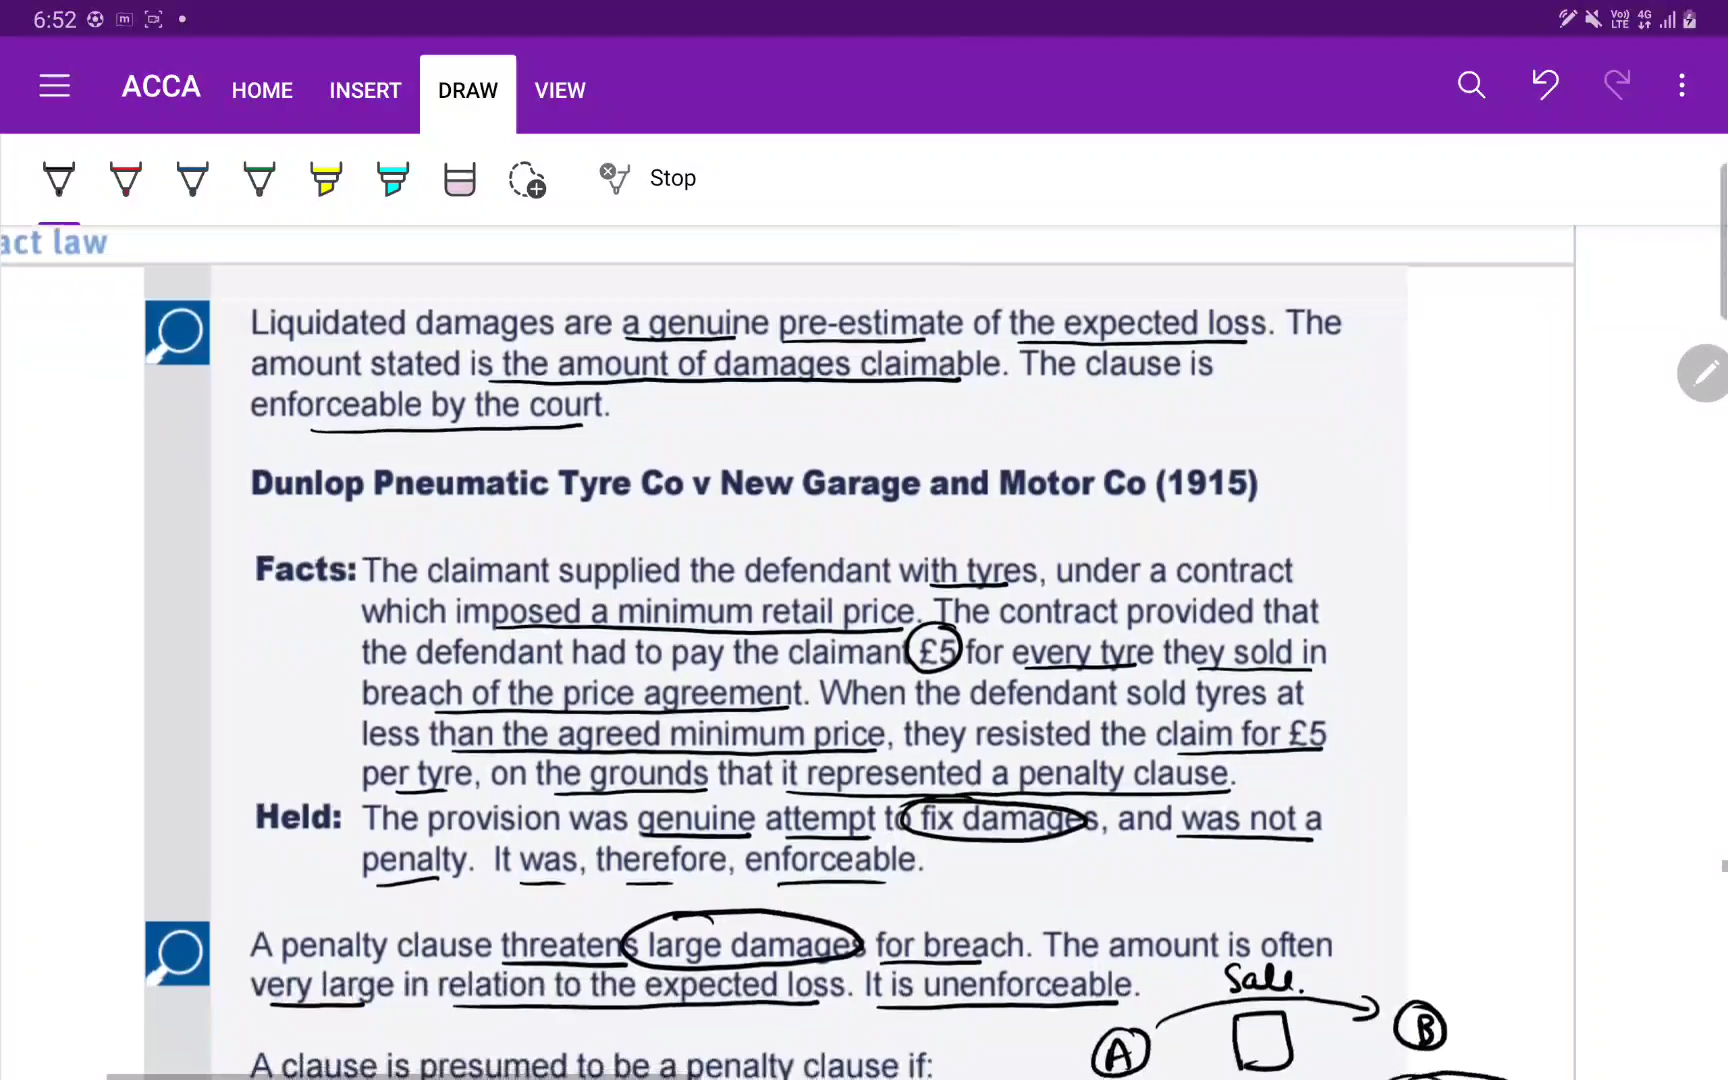 6:52
Vo)) 4G
LTE
ACCA HOME INSERT DRAW VIEW
Stop
act law
Liquidated damages are a genuine pre-estimate of the expected loss. The
amount stated is the amount of damages claimable. The clause is
enforceable by the court.
Dunlop Pneumatic Tyre Co v New Garage and Motor Co (1915)
Facts: The claimant supplied the defendant with tyres, under a contract
which imposed a minimum retail price. The contract provided that
the defendant had to pay the claimant £5 for every tyre they sold in
breach of the price agreement. When the defendant sold tyres at
less than the agreed minimum price, they resisted the claim for £5
per tyre, on the grounds that it represented a penalty clause.
Held: The provision was genuine attempt to fix damages, and was not a
penalty. It was, therefore, enforceable.
A penalty clause threatens large damages for breach. The amount is often
very large in relation to the expected loss. It is unenforceable.
Sale.
A B
A clause is presumed to be a penalty clause if: